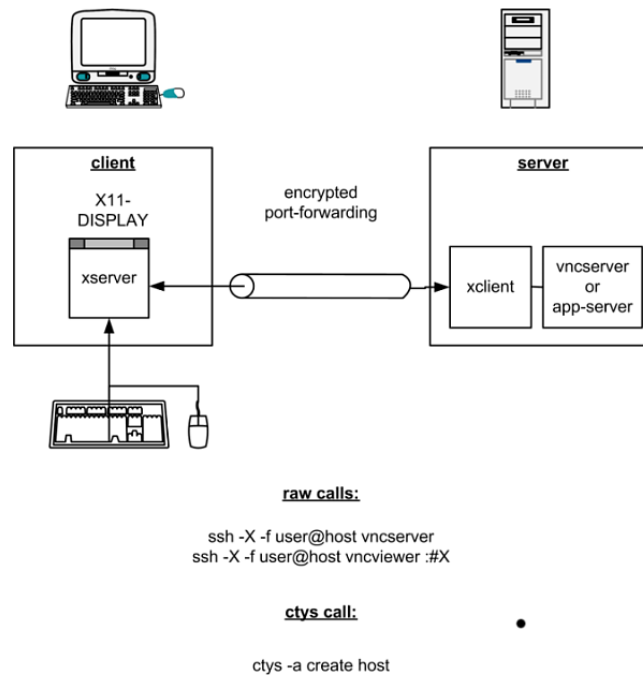 client
server
X11-
DISPLAY
encrypted
port-forwarding
xserver
xclient
vncserver
or
app-server
raw calls:
ssh -X -f user@host vncserver
ssh -X -f user@host vncviewer :#X
ctys call:
ctys -a create host